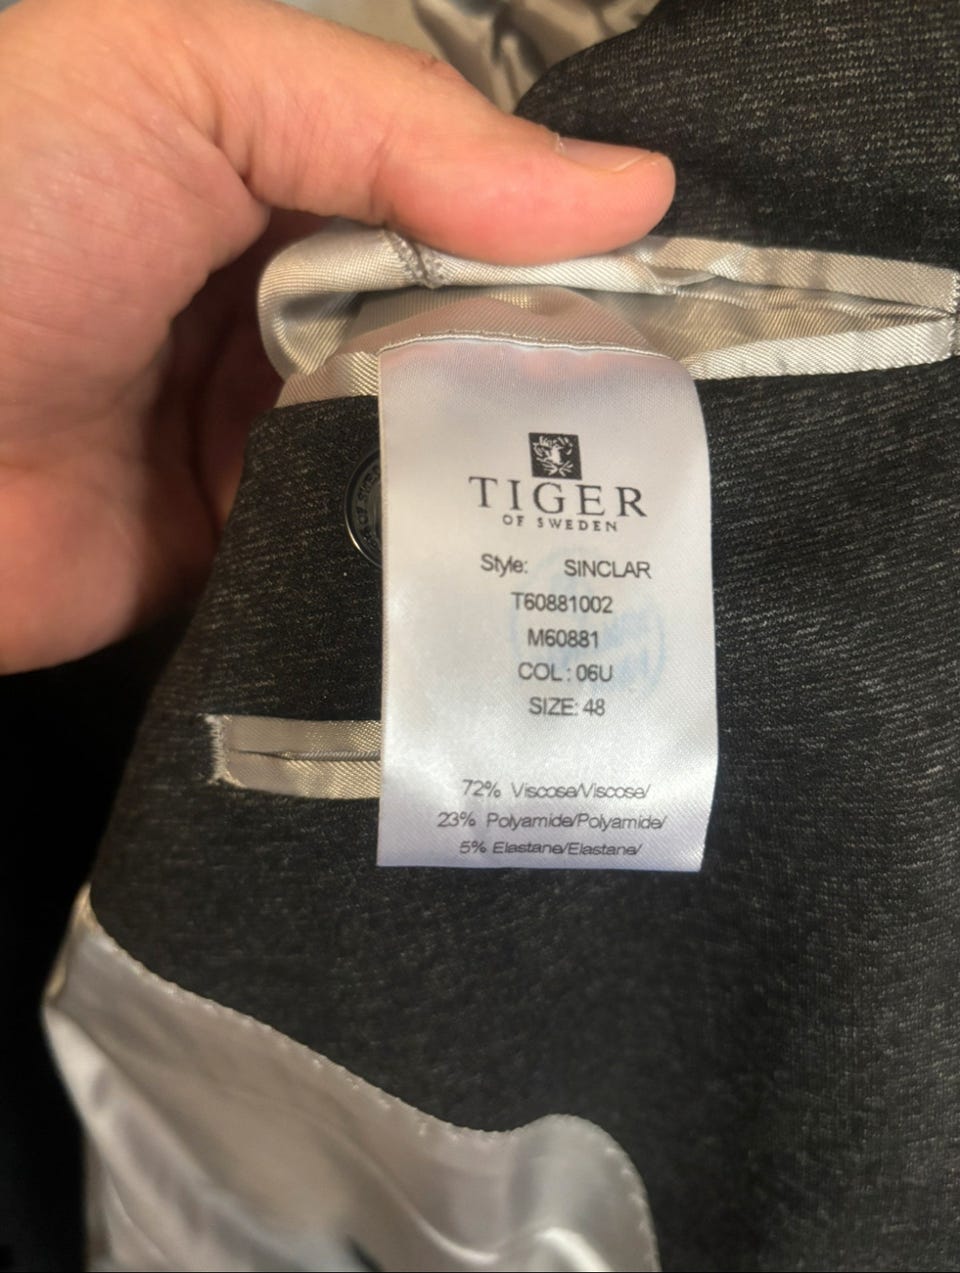 TIGER
OF SWEDEN
Style: SINCLAR
T60881002
M60881
COL : 06U
SIZE: 48
72% Viscose/Viscose/
23% Polyamide/Polyamide/
5% Elastane/Elastane/